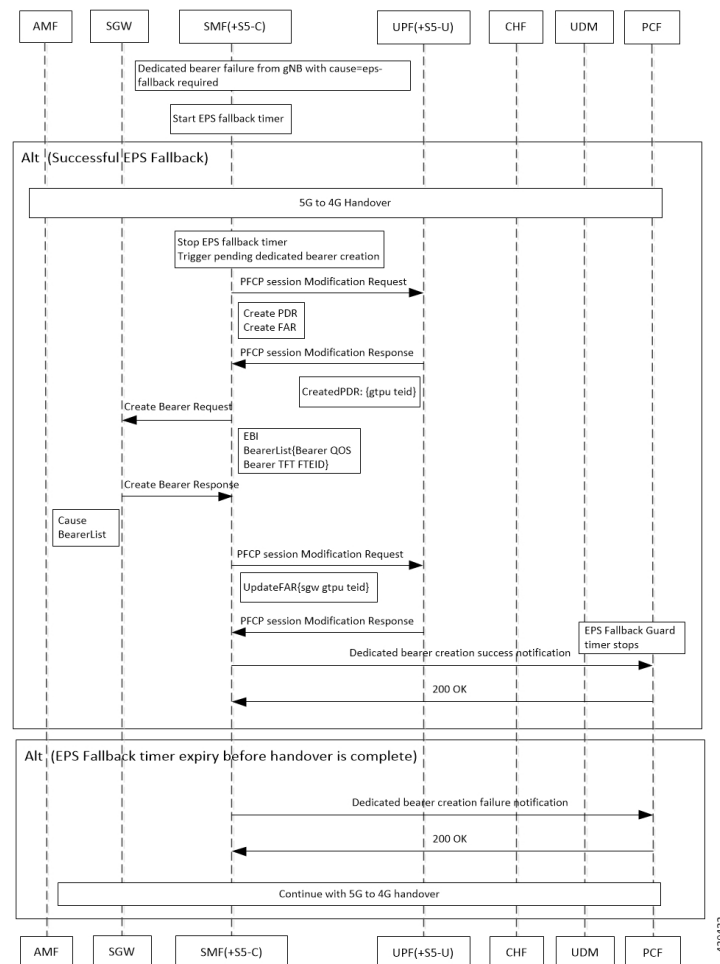 AMF
SGW
SMF(+S5-C)
UPF(+S5-U)
CHF
UDM
PCF
Dedicated bearer failure from gNB with cause=eps-
fallback required
Start EPS fallback timer
Alt (Successful EPS Fallback)
5G to 4G Handover
Stop EPS fallback timer
Trigger pending dedicated bearer creation
PFCP session Modification Request
Create PDR
Create FAR
PFCP session Modification Response
CreatedPDR: {gtpu teid}
Create Bearer Request
EBI
BearerList{Bearer QOS
Bearer TFT FTEID}
Create Bearer Response
Cause
BearerList
PFCP session Modification Request
UpdateFAR{sgw gtpu teid}
PFCP session Modification Response
EPS Fallback Guard
timer stops
Dedicated bearer creation success notification
200 OK
Alt (EPS Fallback timer expiry before handover is complete)
Dedicated bearer creation failure notification
200 OK
Continue with 5G to 4G handover
AMF
SGW
SMF(+S5-C)
UPF(+S5-U)
CHF
UDM
PCF